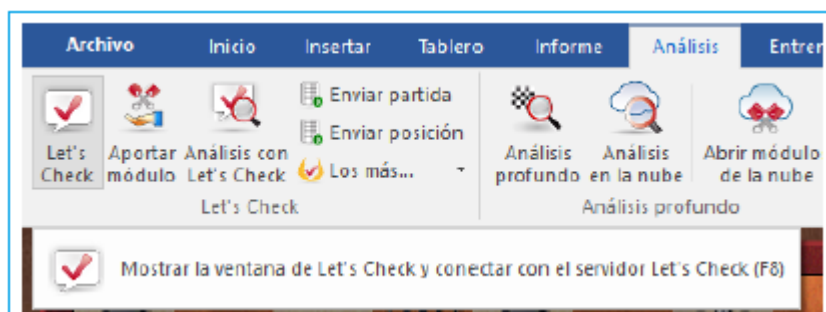 Archivo Inicio Insertar Tablero Informe Análisis Entrer
Let's Check
Aportar módulo
Análisis con Let's Check
Enviar partida
Enviar posición
Los más...
Análisis profundo
Análisis en la nube
Abrir módulo de la nube
Let's Check
Análisis profundo
Mostrar la ventana de Let's Check y conectar con el servidor Let's Check (F8)